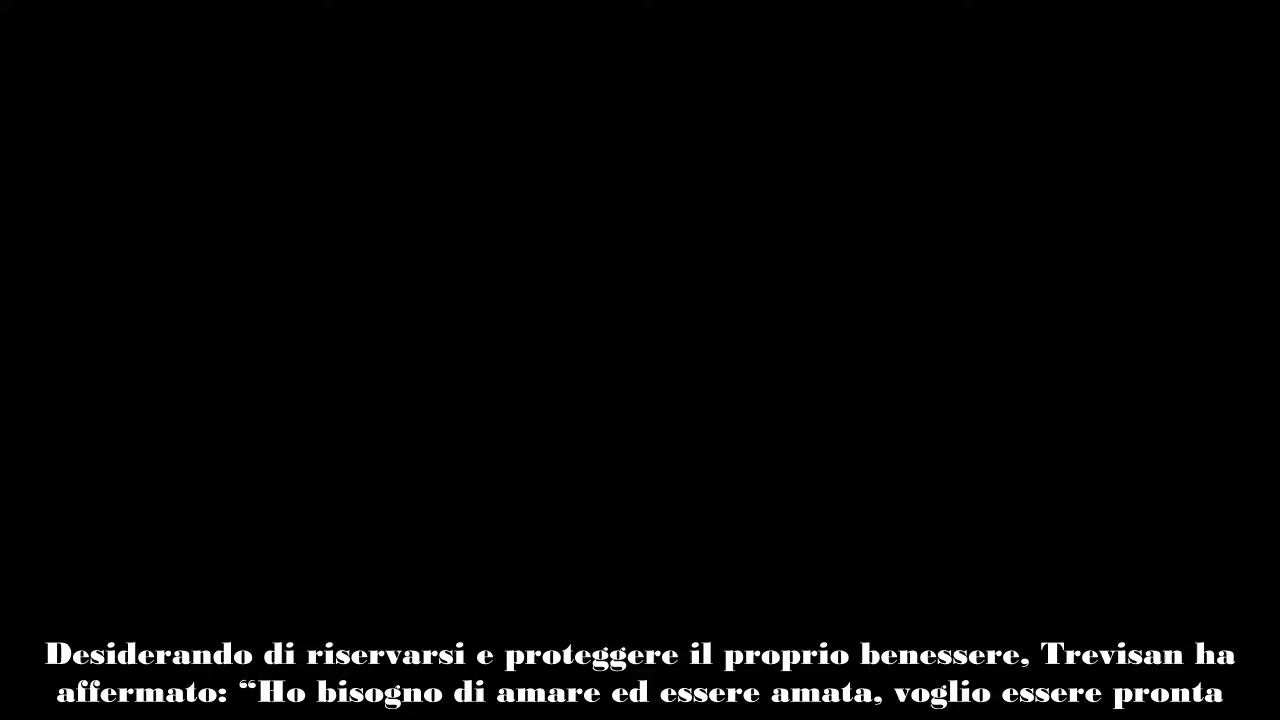 Desiderando di riservarsi e proteggere il proprio benessere, Trevisan ha
affermato: “Ho bisogno di amare ed essere amata, voglio essere pronta